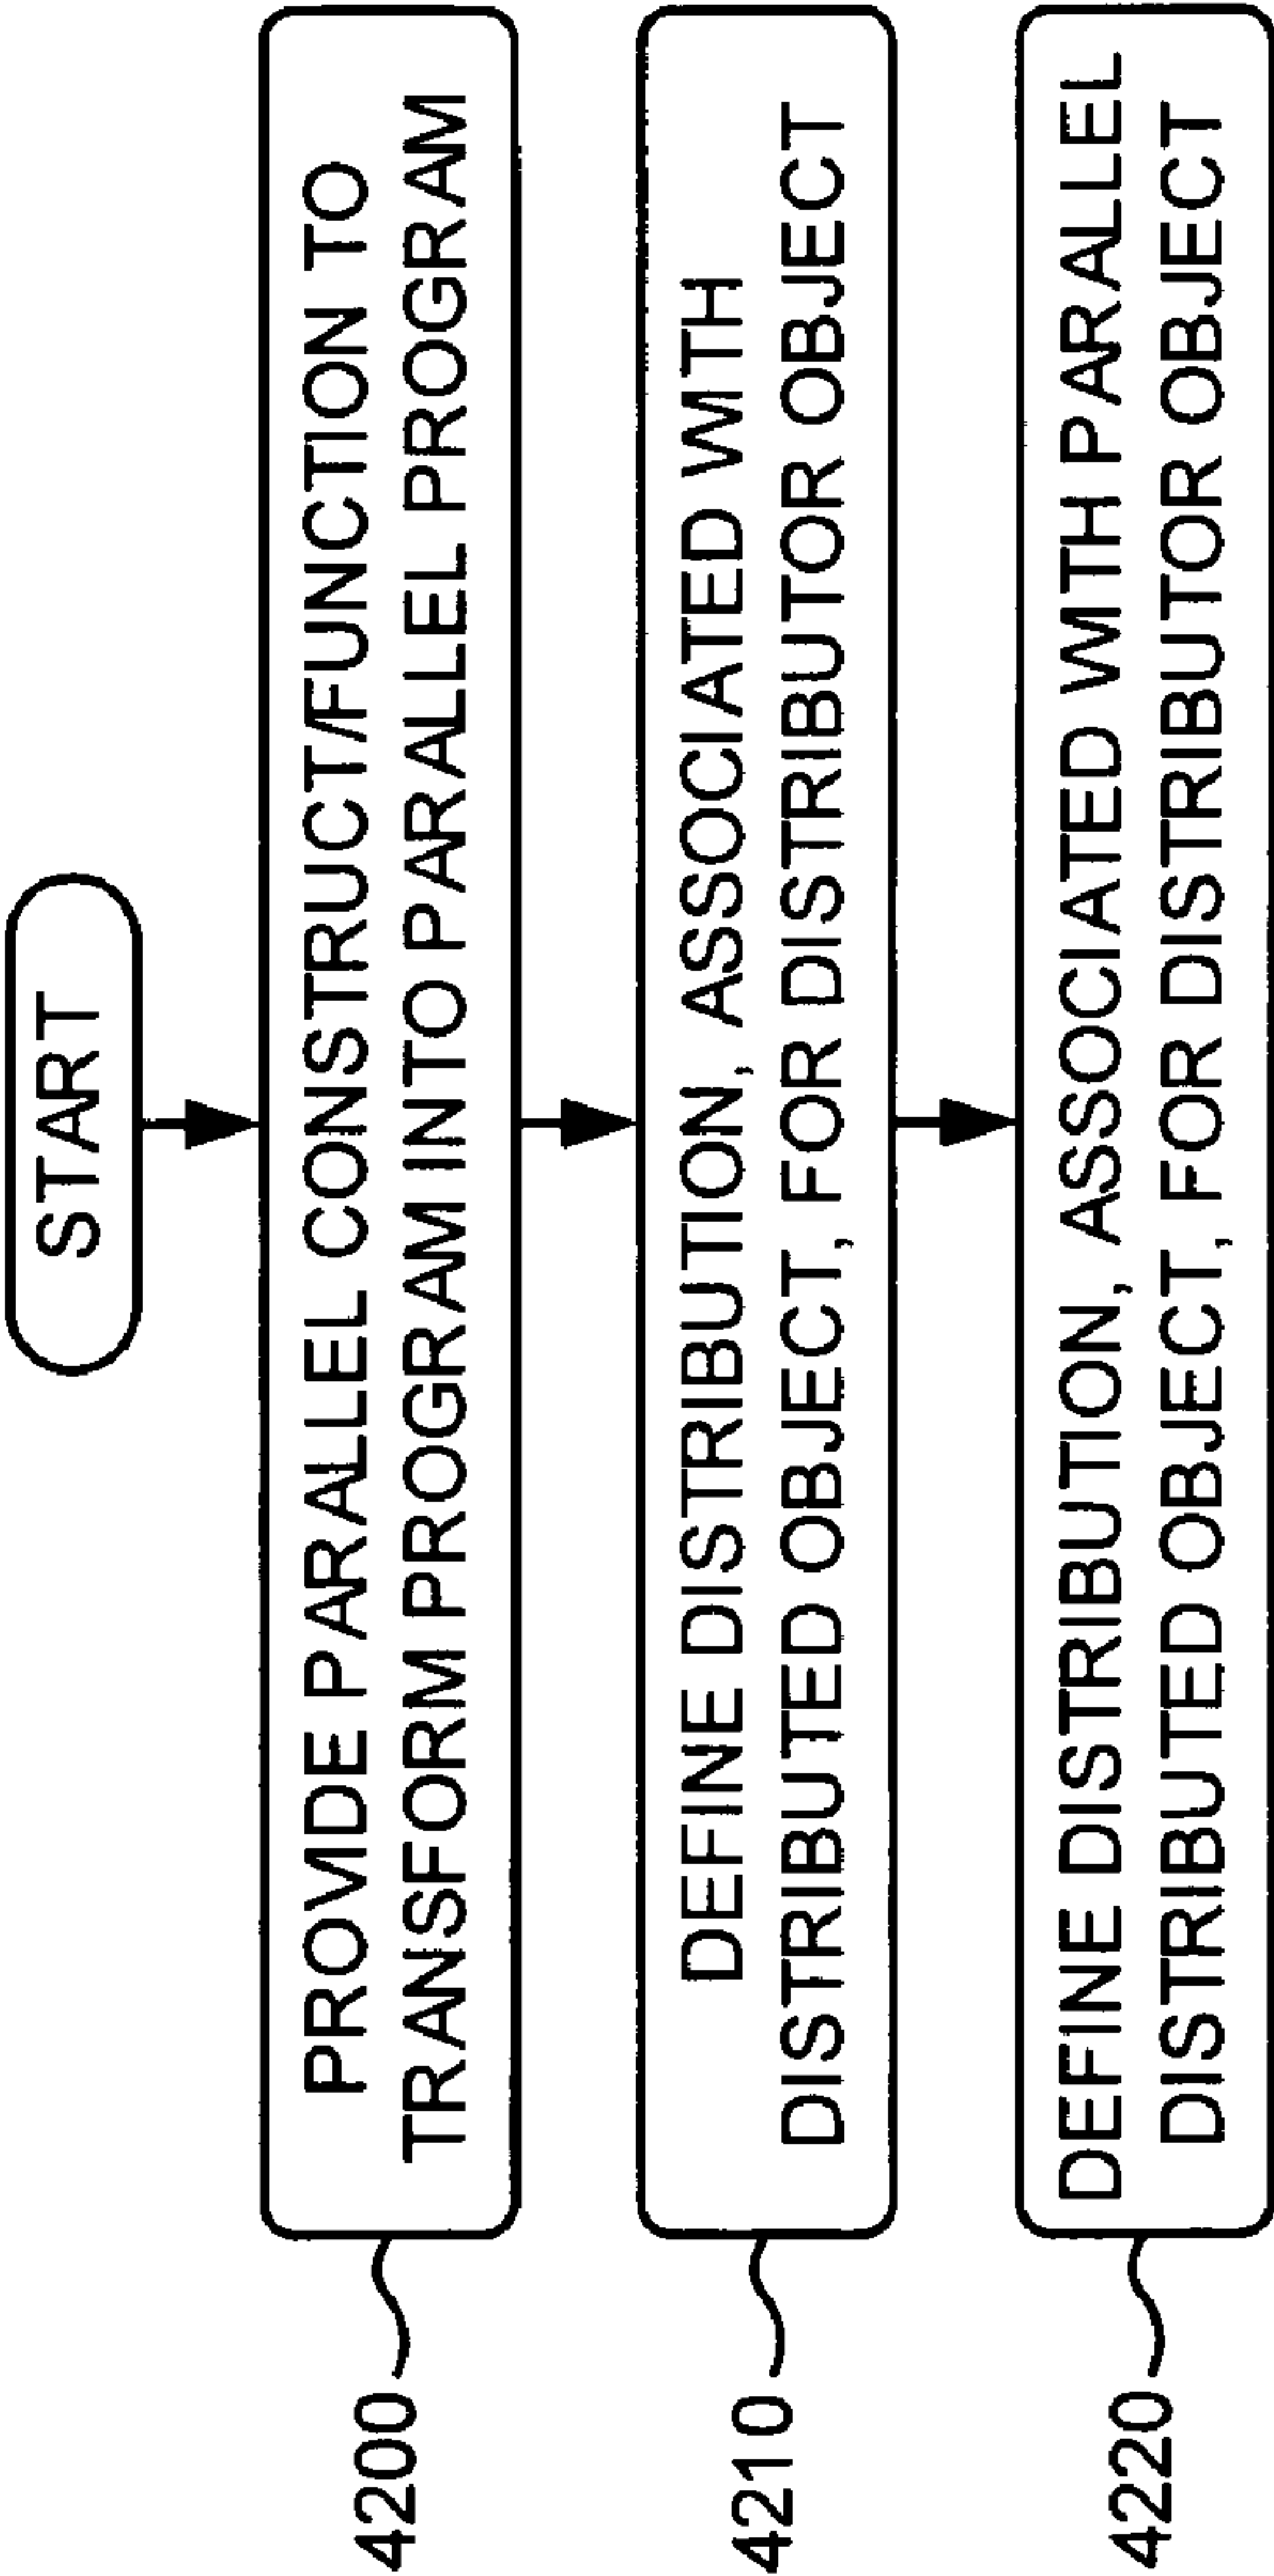 START
PROVIDE PARALLEL CONSTRUCT/FUNCTION TO
TRANSFORM PROGRAM INTO PARALLEL PROGRAM
4200
DEFINE DISTRIBUTION, ASSOCIATED WITH
DISTRIBUTED OBJECT, FOR DISTRIBUTOR OBJECT
4210
DEFINE DISTRIBUTION, ASSOCIATED WITH PARALLEL
DISTRIBUTED OBJECT, FOR DISTRIBUTOR OBJECT
4220